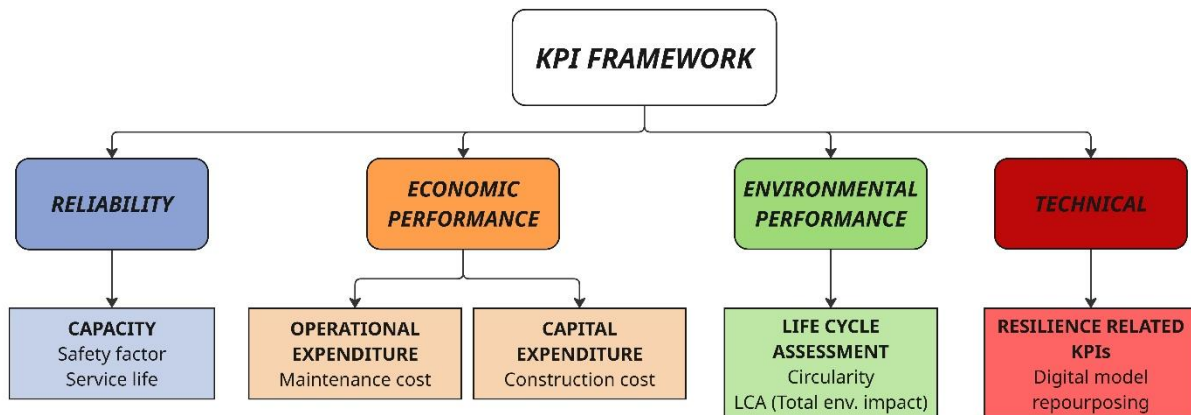 KPI FRAMEWORK
RELIABILITY
ECONOMIC
PERFORMANCE
ENVIRONMENTAL
PERFORMANCE
TECHNICAL
CAPACITY
Safety factor
Service life
OPERATIONAL
EXPENDITURE
Maintenance cost
CAPITAL
EXPENDITURE
Construction cost
LIFE CYCLE
ASSESSMENT
Circularity
LCA (Total env. impact)
RESILIENCE RELATED
KPIs
Digital model
repourposing